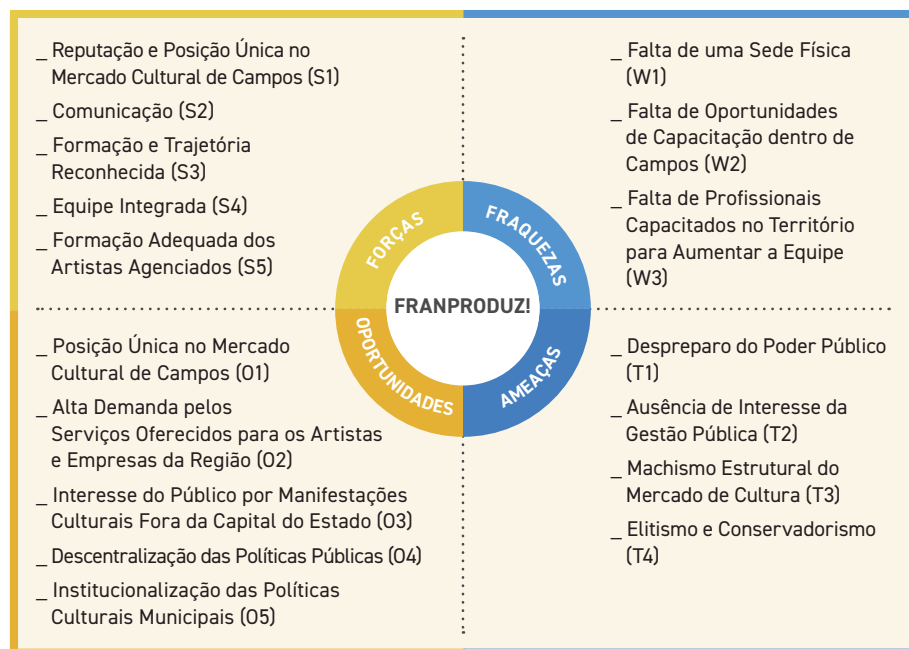 _ Reputação e Posição Única no
Mercado Cultural de Campos (S1)
_ Comunicação (S2)
_ Formação e Trajetória
Reconhecida (S3)
_ Equipe Integrada (S4)
_ Formação Adequada dos
Artistas Agenciados (S5)
_ Falta de uma Sede Física
(W1)
_ Falta de Oportunidades
de Capacitação dentro de
Campos (W2)
_ Falta de Profissionais
Capacitados no Território
para Aumentar a Equipe
(W3)
FORÇAS
FRAQUEZAS
FRANPRODUZ!
OPORTUNIDADES
AMEAÇAS
_ Posição Única no Mercado
Cultural de Campos (O1)
_ Alta Demanda pelos
Serviços Oferecidos para os Artistas
e Empresas da Região (O2)
_ Interesse do Público por Manifestações
Culturais Fora da Capital do Estado (O3)
_ Descentralização das Políticas Públicas (O4)
_ Institucionalização das Políticas
Culturais Municipais (O5)
_ Despreparo do Poder Público
(T1)
_ Ausência de Interesse da
Gestão Pública (T2)
_ Machismo Estrutural do
Mercado de Cultura (T3)
_ Elitismo e Conservadorismo
(T4)